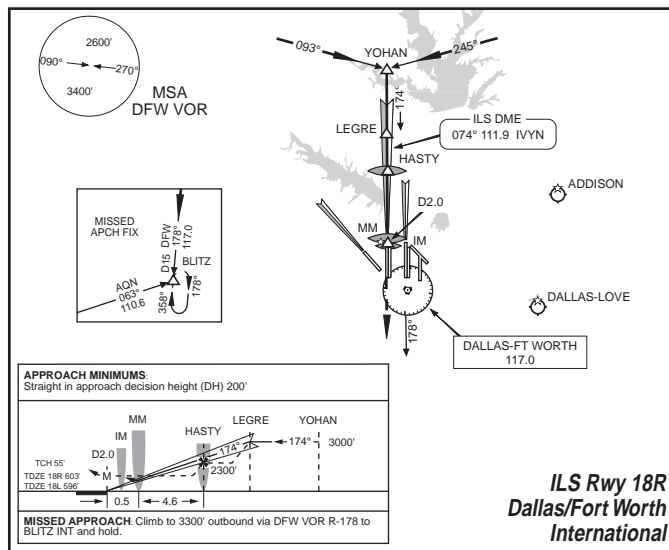 2600'
090°
270°
3400'
MSA
DFW VOR
093°
YOHAN
245°
174°
LEGRE
ILS DME
074° 111.9 IVYN
HASTY
ADDISON
D2.0
MM
IM
DALLAS-LOVE
178°
DALLAS-FT WORTH
117.0
MISSED
APCH FIX
D15 DFW
178°
117.0
BLITZ
AQN
063°
110.6
358°
178°
APPROACH MINIMUMS:
Straight in approach decision height (DH) 200'
MM
IM
D2.0
HASTY
LEGRE
YOHAN
174°
174°
3000'
2300'
TCH 55'
TDZE 18R 603'
TDZE 18L 596'
M
0.5
4.6
MISSED APPROACH: Climb to 3300' outbound via DFW VOR R-178 to
BLITZ INT and hold.
ILS Rwy 18R
Dallas/Fort Worth
International